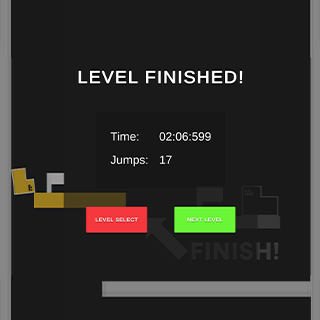 LEVEL FINISHED!
Time: 02:06:599
Jumps: 17
LEVEL SELECT NEXT LEVEL
FINISH!